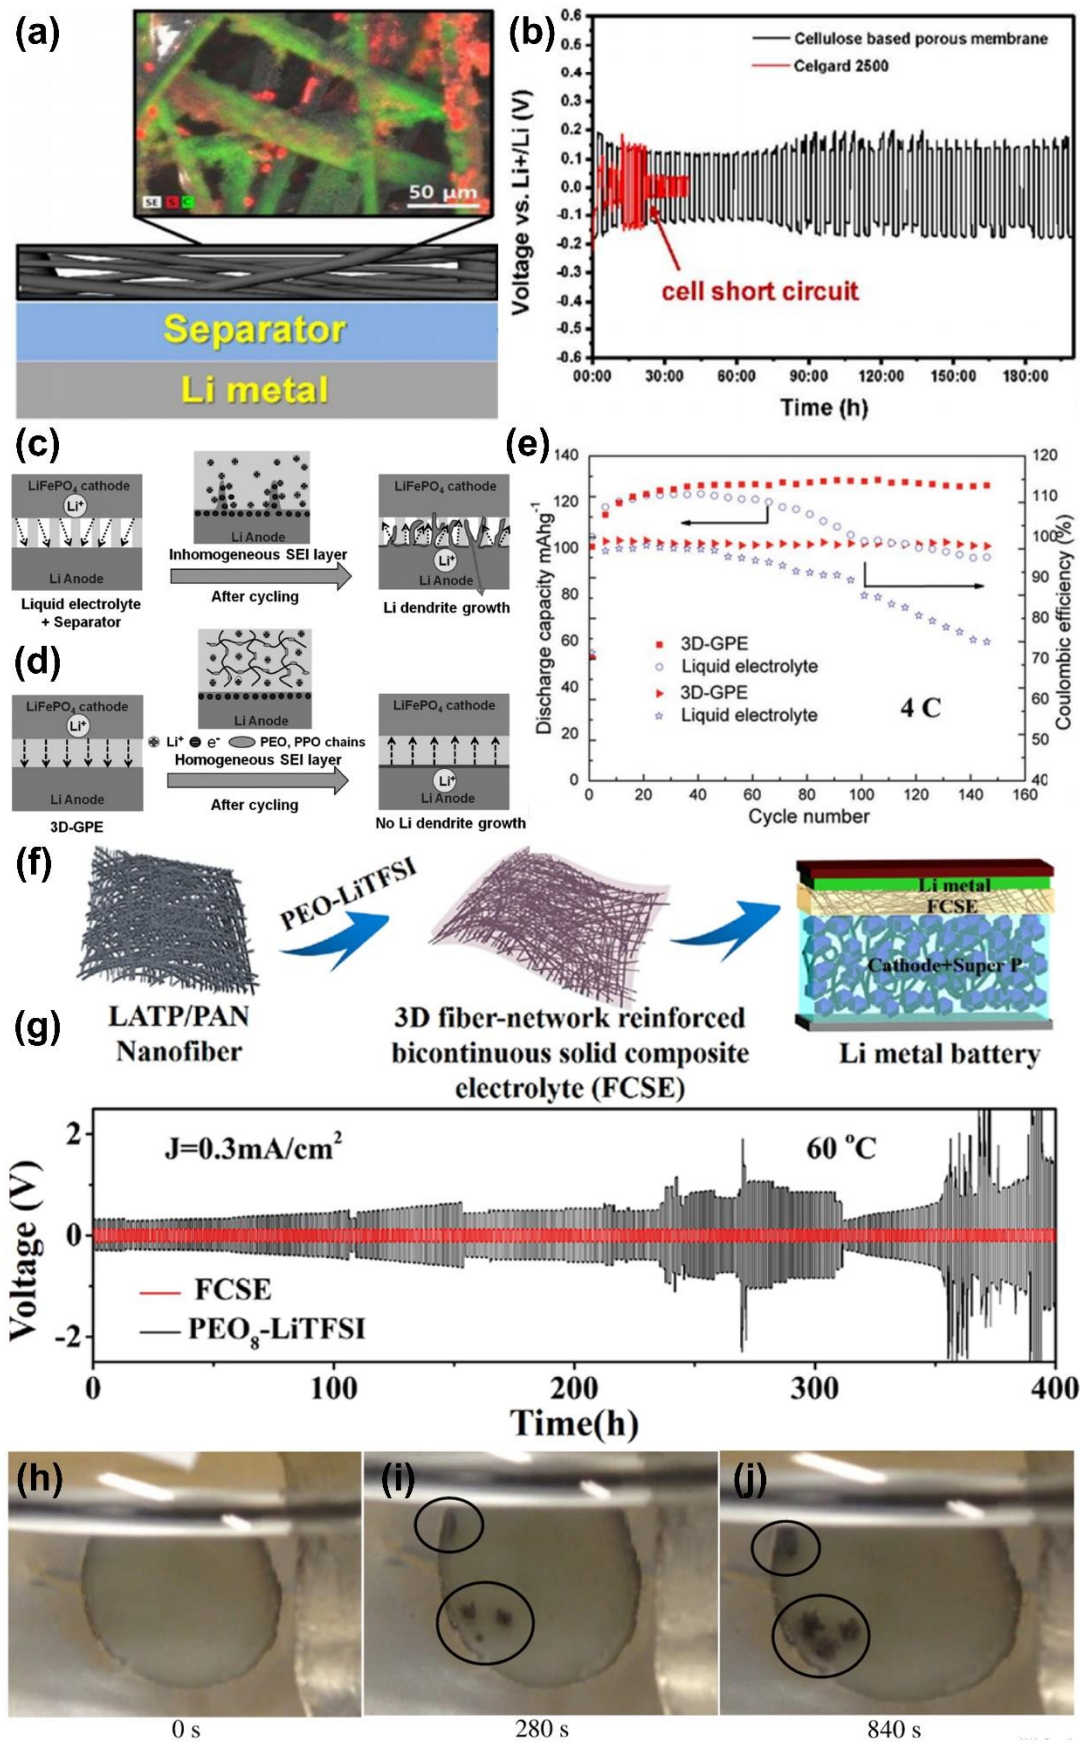 (a)
50 μm
SE S C
Separator
Li metal
(b)
Voltage vs. Li+/Li (V)
0.6
0.5
0.4
0.3
0.2
0.1
0.0
-0.1
-0.2
-0.3
-0.4
-0.5
-0.6
Cellulose based porous membrane
Celgard 2500
cell short circuit
00:00 30:00 60:00 90:00 120:00 150:00 180:00
Time (h)
(c)
LiFePO4 cathode
Li+
Li Anode
Liquid electrolyte
+ Separator
Li Anode
Inhomogeneous SEI layer
After cycling
LiFePO4 cathode
Li+
Li Anode
Li dendrite growth
(d)
LiFePO4 cathode
Li+
Li Anode
3D-GPE
Li Anode
Li+ e- PEO, PPO chains
Homogeneous SEI layer
After cycling
LiFePO4 cathode
Li+
Li Anode
No Li dendrite growth
(e)
Discharge capacity mAhg-1
140
120
100
80
60
40
20
0
3D-GPE
Liquid electrolyte
3D-GPE
Liquid electrolyte
4 C
120
110
100
90
80
70
60
50
40
Coulombic efficiency (%)
0 20 40 60 80 100 120 140 160
Cycle number
(f)
LATP/PAN
Nanofiber
PEO-LiTFSI
3D fiber-network reinforced
bicontinuous solid composite
electrolyte (FCSE)
Li metal
FCSE
Cathode+Super P
Li metal battery
(g)
Voltage (V)
2
0
-2
J=0.3mA/cm2
60 °C
FCSE
PEO8-LiTFSI
0 100 200 300 400
Time(h)
(h)
0 s
(i)
280 s
(j)
840 s